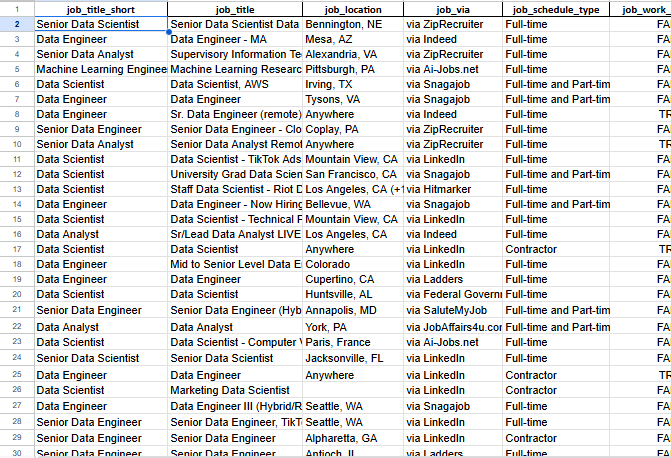 1 job_title_short job_title job_location job_via job_schedule_type job_work_
2 Senior Data Scientist Senior Data Scientist Data Bennington, NE via ZipRecruiter Full-time FA
3 Data Engineer Data Engineer - MA Mesa, AZ via Indeed Full-time FA
4 Senior Data Analyst Supervisory Information Te Alexandria, VA via ZipRecruiter Full-time FA
5 Machine Learning Enginee Machine Learning Researc Pittsburgh, PA via Ai-Jobs.net Full-time FA
6 Data Scientist Data Scientist, AWS Irving, TX via Snagajob Full-time and Part-tim FA
7 Data Engineer Data Engineer Tysons, VA via Snagajob Full-time and Part-tim FA
8 Data Engineer Sr. Data Engineer (remote) Anywhere via Indeed Full-time TR
9 Senior Data Engineer Senior Data Engineer - Clo Coplay, PA via ZipRecruiter Full-time FA
10 Senior Data Analyst Senior Data Analyst Remot Anywhere via ZipRecruiter Full-time TR
11 Data Scientist Data Scientist - TikTok Ads Mountain View, CA via LinkedIn Full-time FA
12 Data Scientist University Grad Data Scien San Francisco, CA via Snagajob Full-time and Part-tim FA
13 Data Scientist Staff Data Scientist - Riot D Los Angeles, CA (+1 via Hitmarker Full-time FA
14 Data Engineer Data Engineer - Now Hiring Bellevue, WA via Snagajob Full-time and Part-tim FA
15 Data Scientist Data Scientist - Technical F Mountain View, CA via LinkedIn Full-time FA
16 Data Analyst Sr/Lead Data Analyst LIVE Los Angeles, CA via Indeed Full-time FA
17 Data Scientist Data Scientist Anywhere via LinkedIn Contractor TR
18 Data Engineer Mid to Senior Level Data E Colorado via LinkedIn Full-time FA
19 Data Engineer Data Engineer Cupertino, CA via Ladders Full-time FA
20 Data Scientist Data Scientist Huntsville, AL via Federal Governm Full-time FA
21 Senior Data Engineer Senior Data Engineer (Hyb Annapolis, MD via SaluteMyJob Full-time and Part-tim FA
22 Data Analyst Data Analyst York, PA via JobAffairs4u.con Full-time and Part-tim FA
23 Data Scientist Data Scientist - Computer V Paris, France via Ai-Jobs.net Full-time FA
24 Senior Data Scientist Senior Data Scientist Jacksonville, FL via LinkedIn Full-time FA
25 Data Engineer Data Engineer Anywhere via LinkedIn Contractor TR
26 Data Scientist Marketing Data Scientist via LinkedIn Contractor FA
27 Data Engineer Data Engineer III (Hybrid/R Seattle, WA via Snagajob Full-time FA
28 Senior Data Engineer Senior Data Engineer, TikT Seattle, WA via LinkedIn Full-time FA
29 Senior Data Engineer Senior Data Engineer Alpharetta, GA via LinkedIn Contractor FA
30 Senior Data Engineer Senior Data Engineer Antioch, IL via Ladders Full-time FA